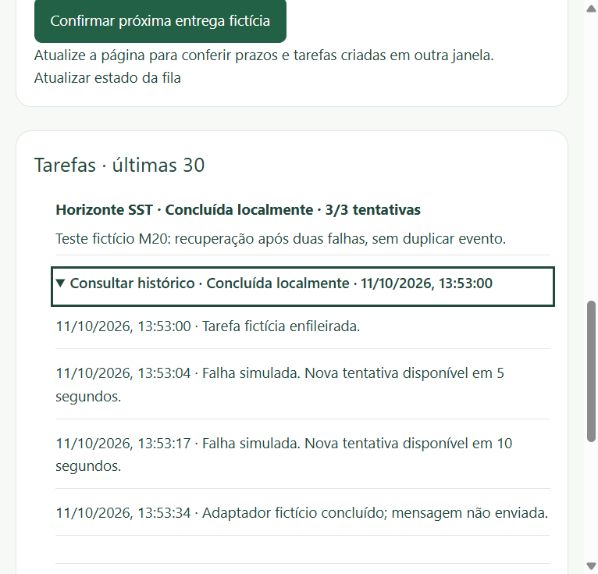 Confirmar próxima entrega fictícia
Atualize a página para conferir prazos e tarefas criadas em outra janela.
Atualizar estado da fila
Tarefas · últimas 30
Horizonte SST · Concluída localmente · 3/3 tentativas
Teste fictício M20: recuperação após duas falhas, sem duplicar evento.
▼ Consultar histórico · Concluída localmente · 11/10/2026, 13:53:00
11/10/2026, 13:53:00 · Tarefa fictícia enfileirada.
11/10/2026, 13:53:04 · Falha simulada. Nova tentativa disponível em 5
segundos.
11/10/2026, 13:53:17 · Falha simulada. Nova tentativa disponível em 10
segundos.
11/10/2026, 13:53:34 · Adaptador fictício concluído; mensagem não enviada.